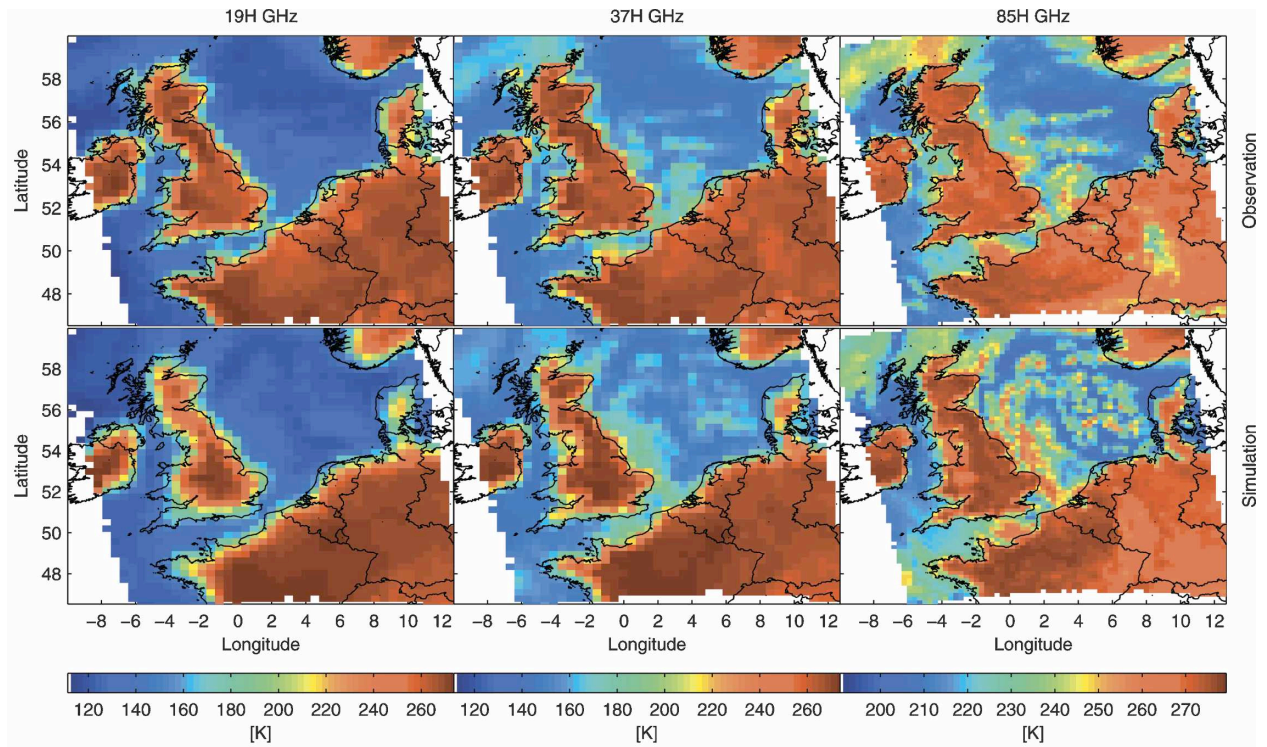 19H GHz 37H GHz 85H GHz
58
56
54
52
50
48
Latitude
Observation
58
56
54
52
50
48
Latitude
Simulation
−8 −6 −4 −2 0 2 4 6 8 10 12 −8 −6 −4 −2 0 2 4 6 8 10 12 −8 −6 −4 −2 0 2 4 6 8 10 12
Longitude Longitude Longitude
120 140 160 180 200 220 240 260 120 140 160 180 200 220 240 260 200 210 220 230 240 250 260 270
[K] [K] [K]